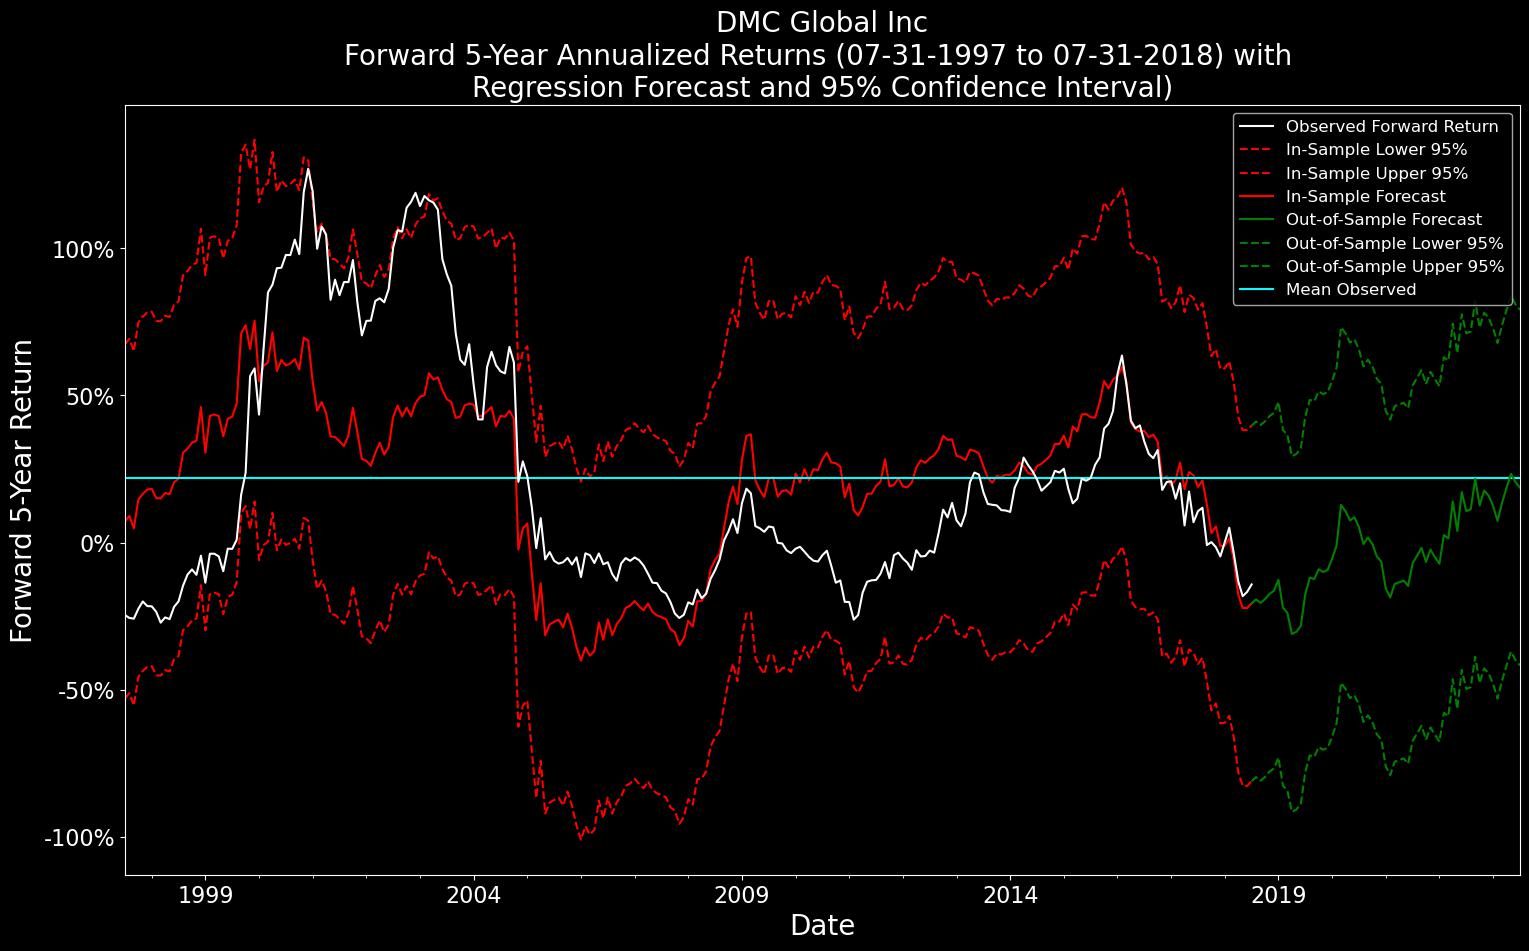 DMC Global Inc
Forward 5-Year Annualized Returns (07-31-1997 to 07-31-2018) with
Regression Forecast and 95% Confidence Interval)
Observed Forward Return
In-Sample Lower 95%
In-Sample Upper 95%
In-Sample Forecast
Out-of-Sample Forecast
Out-of-Sample Lower 95%
Out-of-Sample Upper 95%
Mean Observed
Forward 5-Year Return
100%
50%
0%
-50%
-100%
1999
2004
2009
2014
2019
Date